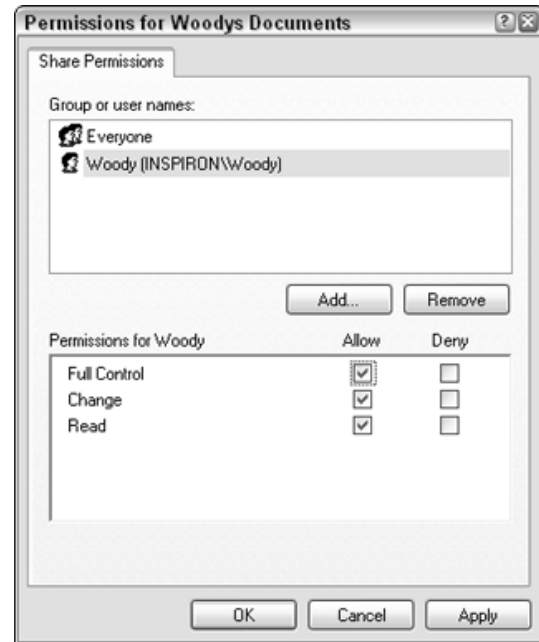 Permissions for Woodys Documents
Share Permissions
Group or user names:
Everyone
Woody (INSPIRON\Woody)
Add... Remove
Permissions for Woody Allow Deny
Full Control
Change
Read
OK Cancel Apply